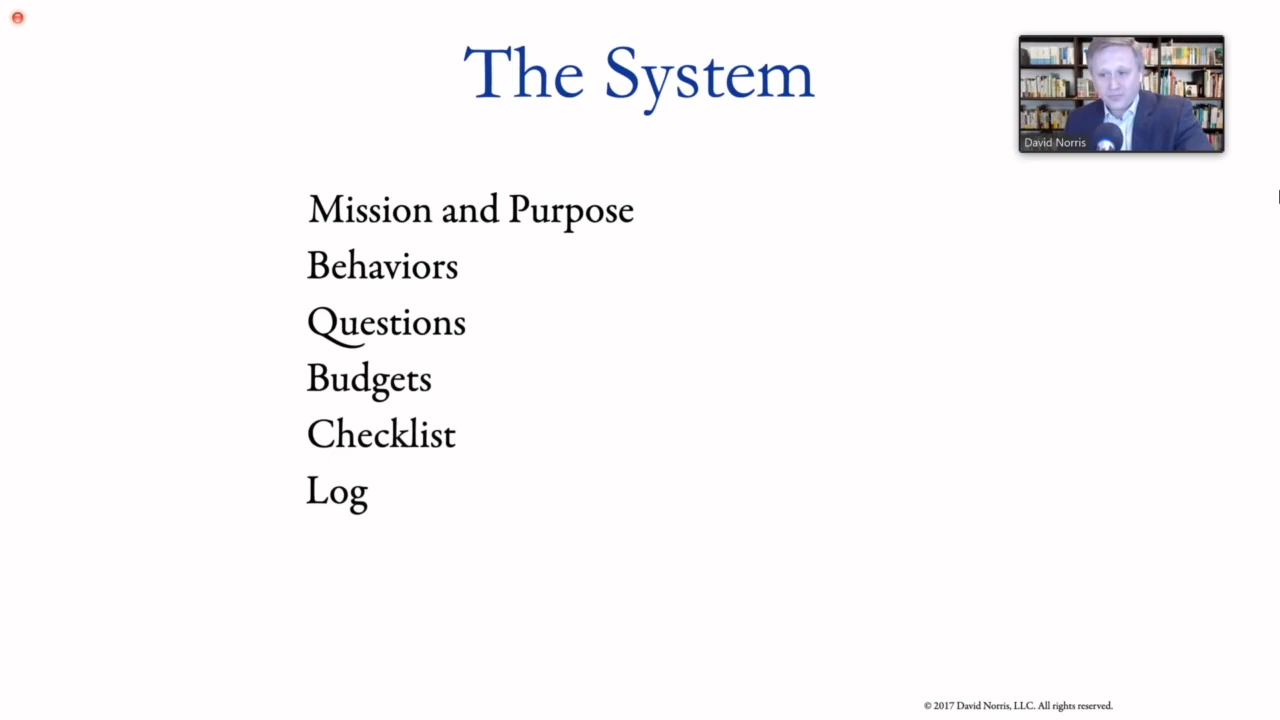 The System
David Norris
Mission and Purpose
Behaviors
Questions
Budgets
Checklist
Log
© 2017 David Norris, LLC. All rights reserved.